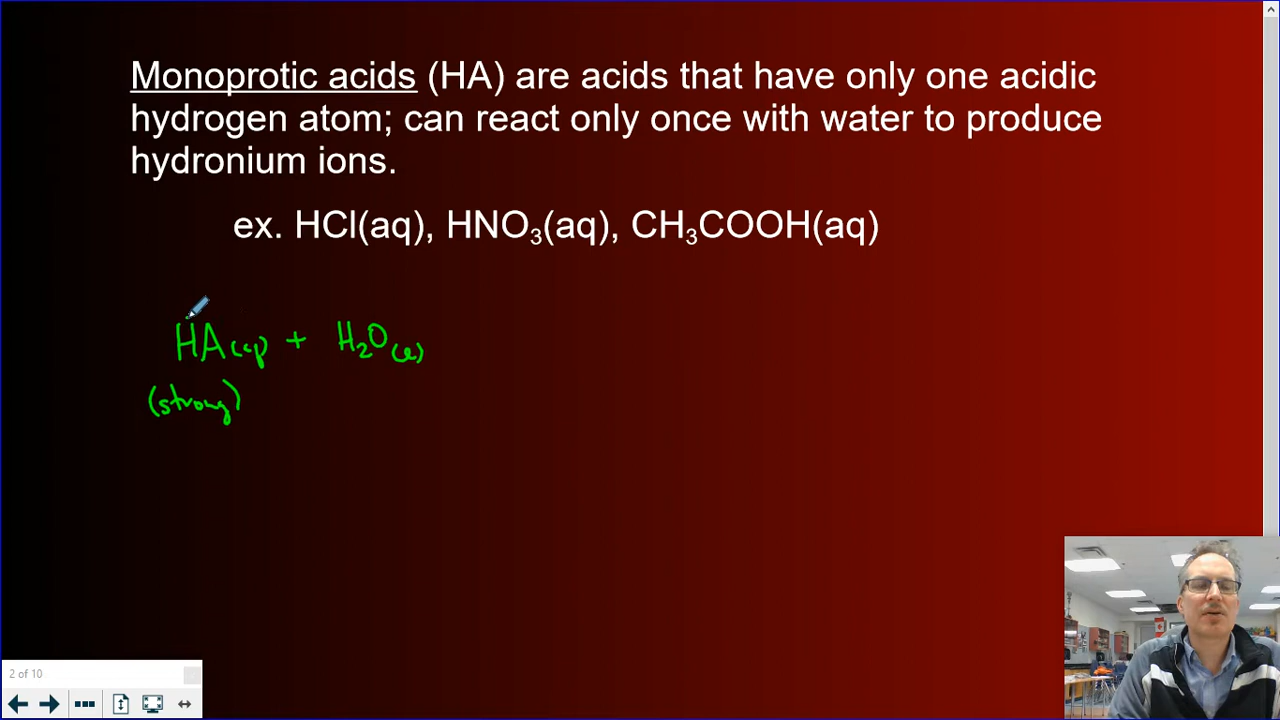 Monoprotic acids (HA) are acids that have only one acidic
hydrogen atom; can react only once with water to produce
hydronium ions.
ex. HCl(aq), HNO₃(aq), CH₃COOH(aq)
HA(aq) + H₂O(l)
(strong)
2 of 10